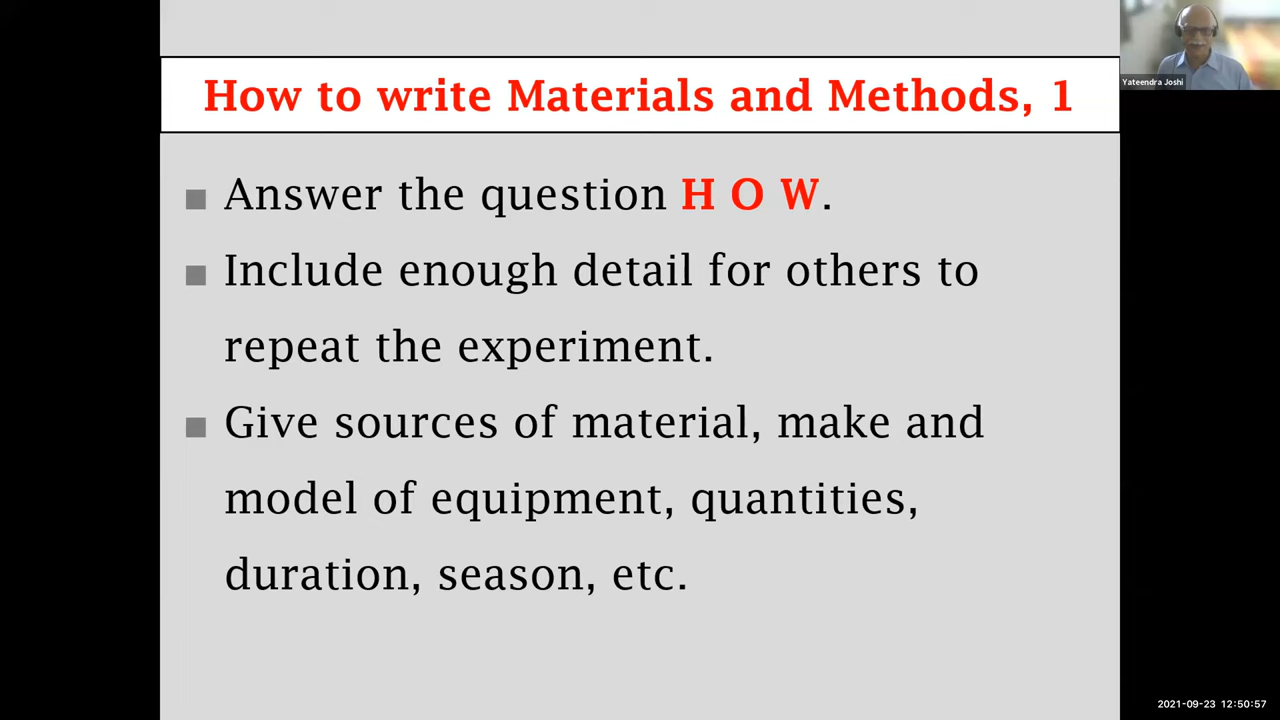 How to write Materials and Methods, 1
Yateendra Joshi
Answer the question H O W.
Include enough detail for others to
repeat the experiment.
Give sources of material, make and
model of equipment, quantities,
duration, season, etc.
2021-09-23 12:50:57